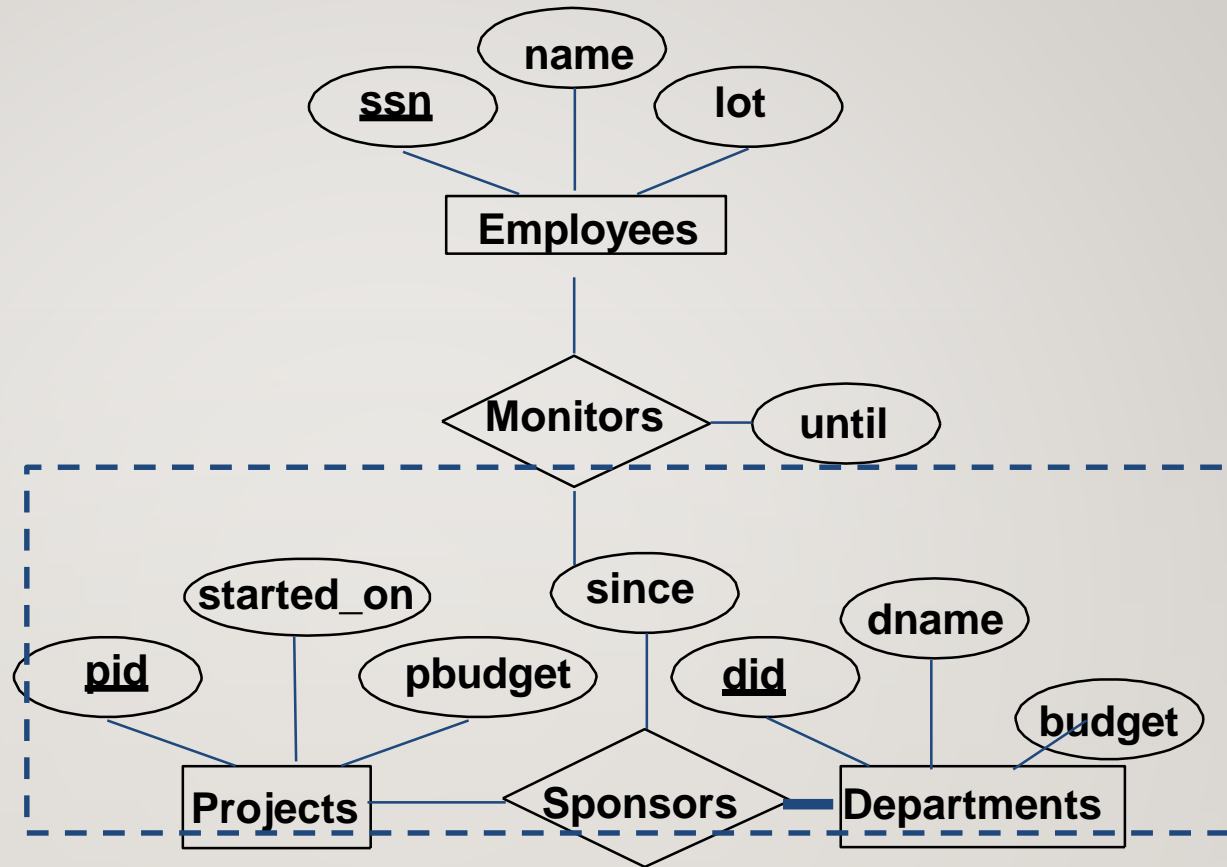 name
ssn
lot
Employees
Monitors
until
since
started_on
dname
pid
pbudget
did
budget
Projects
Sponsors
Departments